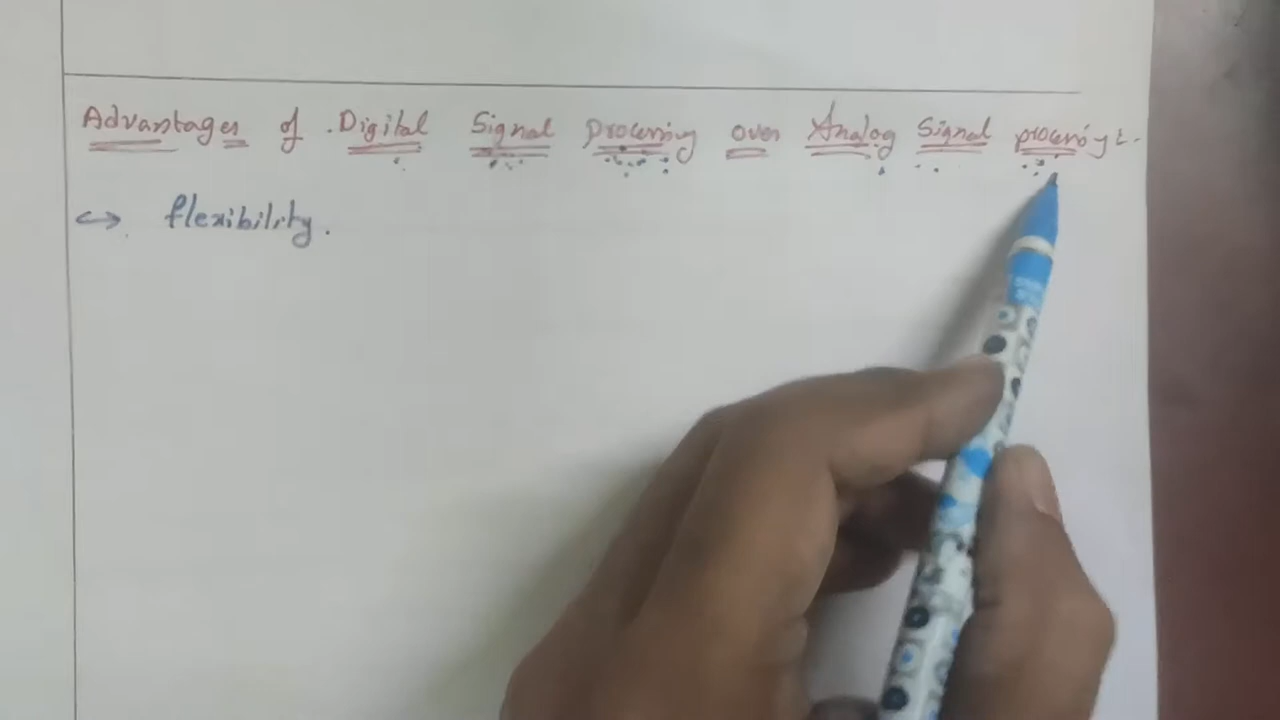 Advantages of Digital Signal Processing over Analog Signal processing:-
↔ flexibility.